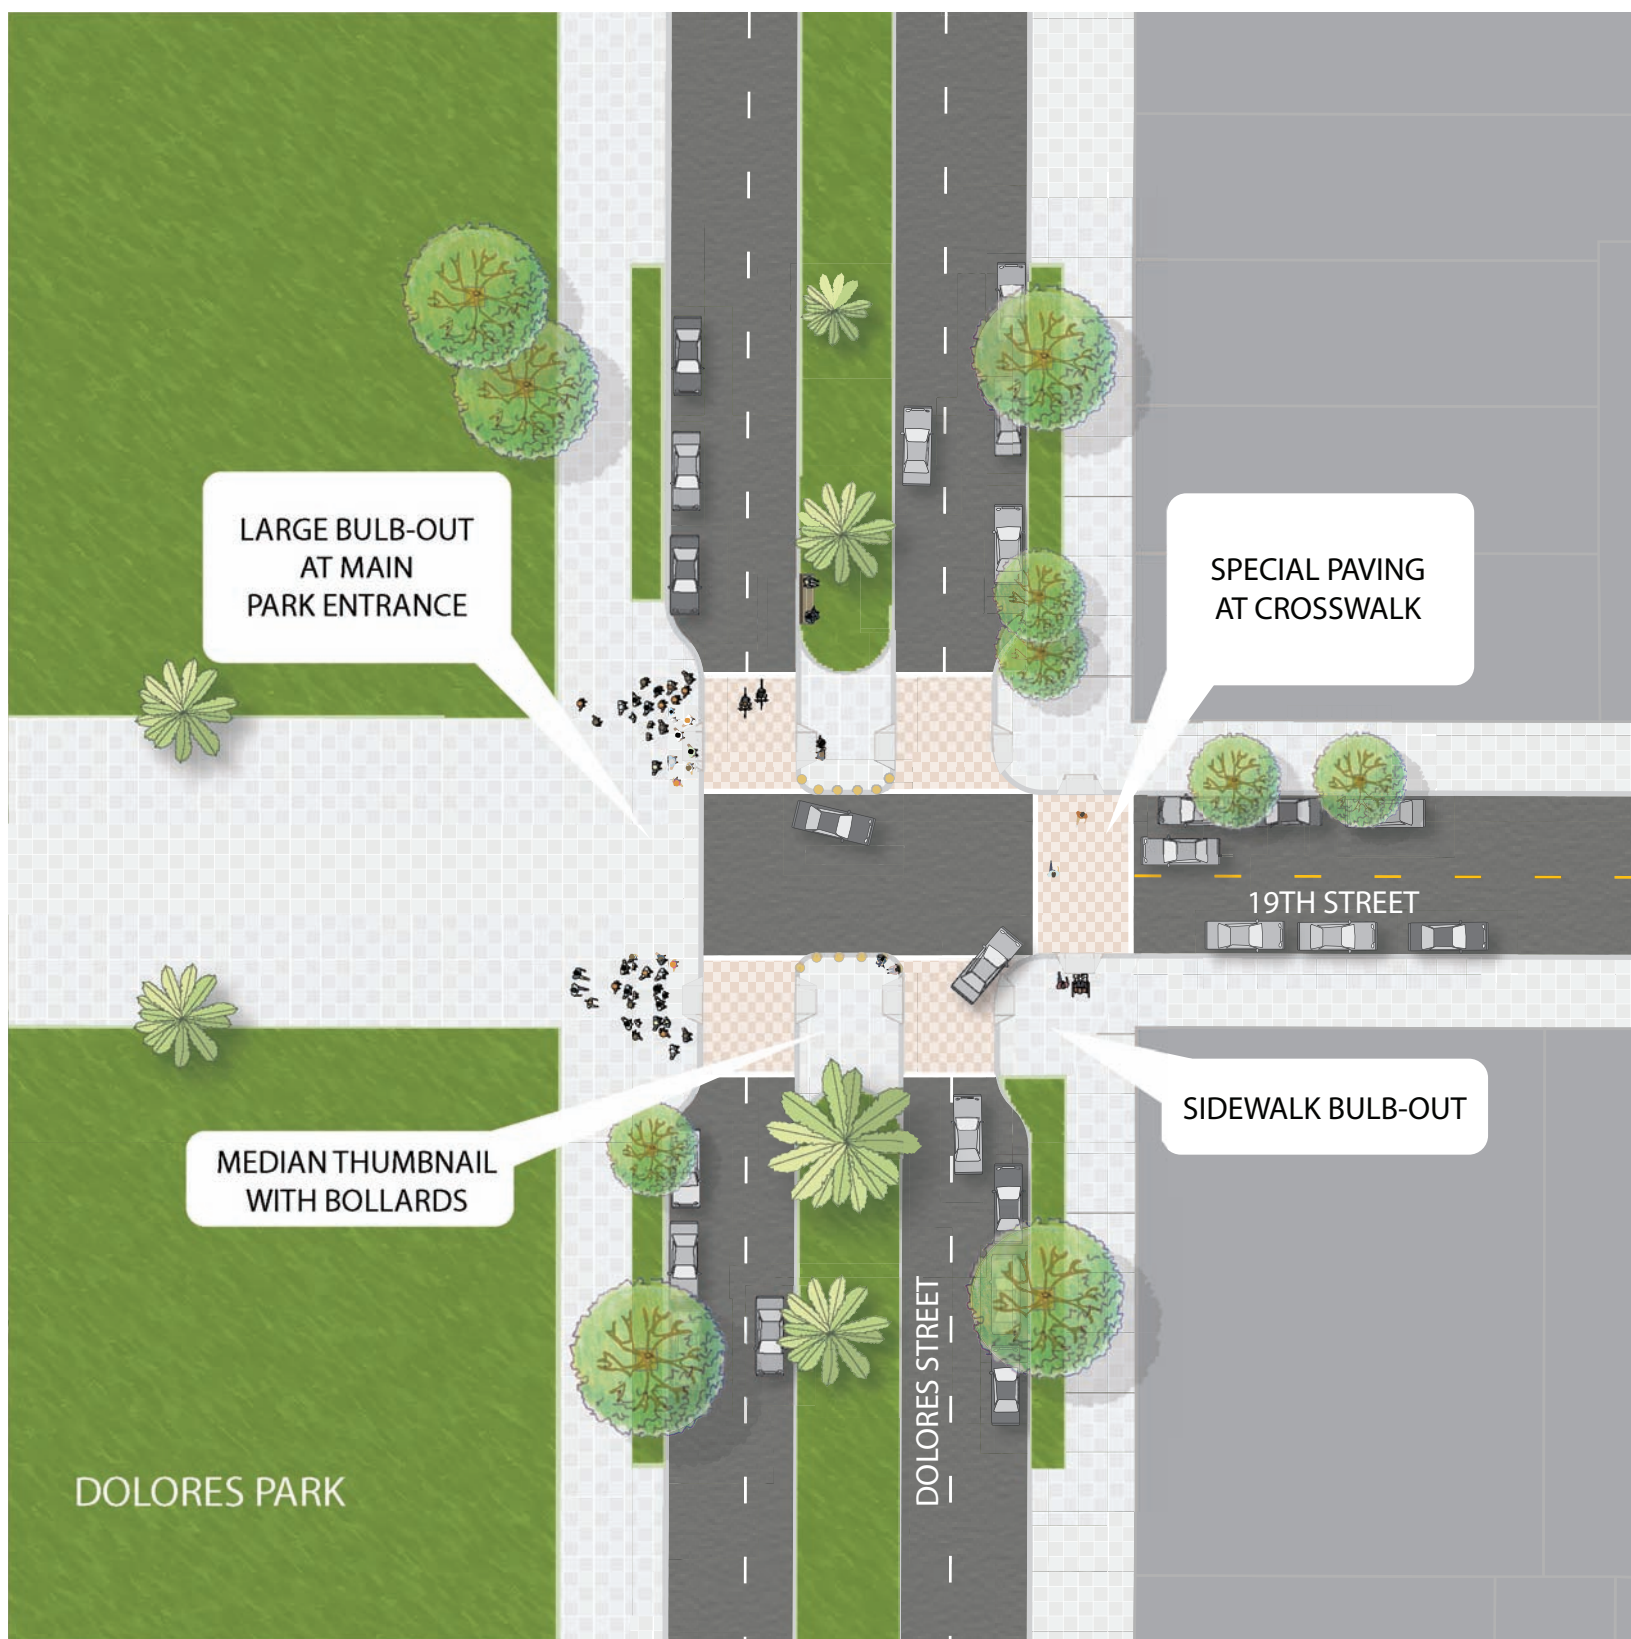 LARGE BULB-OUT
AT MAIN
PARK ENTRANCE
SPECIAL PAVING
AT CROSSWALK
19TH STREET
SIDEWALK BULB-OUT
MEDIAN THUMBNAIL
WITH BOLLARDS
DOLORES STREET
DOLORES PARK